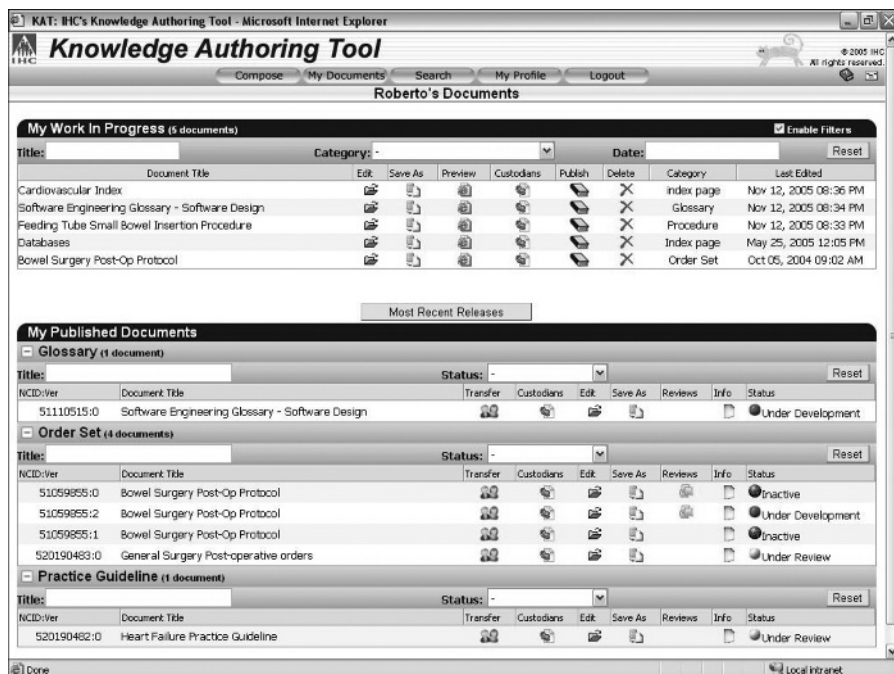 KAT: IHC's Knowledge Authoring Tool - Microsoft Internet Explorer
IHC Knowledge Authoring Tool © 2005 IHC
All rights reserved.
Compose My Documents Search My Profile Logout
Roberto's Documents
My Work In Progress (5 documents) Enable Filters
Title: Category: - Date: Reset
Document Title Edit Save As Preview Custodians Publish Delete Category Last Edited
Cardiovascular Index index page Nov 12, 2005 08:36 PM
Software Engineering Glossary - Software Design Glossary Nov 12, 2005 08:34 PM
Feeding Tube Small Bowel Insertion Procedure Procedure Nov 12, 2005 08:33 PM
Databases Index page May 25, 2005 12:05 PM
Bowel Surgery Post-Op Protocol Order Set Oct 05, 2004 09:02 AM
Most Recent Releases
My Published Documents
Glossary (1 document)
Title: Status: - Reset
NCID:Ver Document Title Transfer Custodians Edit Save As Reviews Info Status
51110515:0 Software Engineering Glossary - Software Design Under Development
Order Set (4 documents)
Title: Status: - Reset
NCID:Ver Document Title Transfer Custodians Edit Save As Reviews Info Status
51059855:0 Bowel Surgery Post-Op Protocol Inactive
51059855:2 Bowel Surgery Post-Op Protocol Under Development
51059855:1 Bowel Surgery Post-Op Protocol Inactive
520190483:0 General Surgery Post-operative orders Under Review
Practice Guideline (1 document)
Title: Status: - Reset
NCID:Ver Document Title Transfer Custodians Edit Save As Reviews Info Status
520190482:0 Heart Failure Practice Guideline Under Review
Done Local intranet